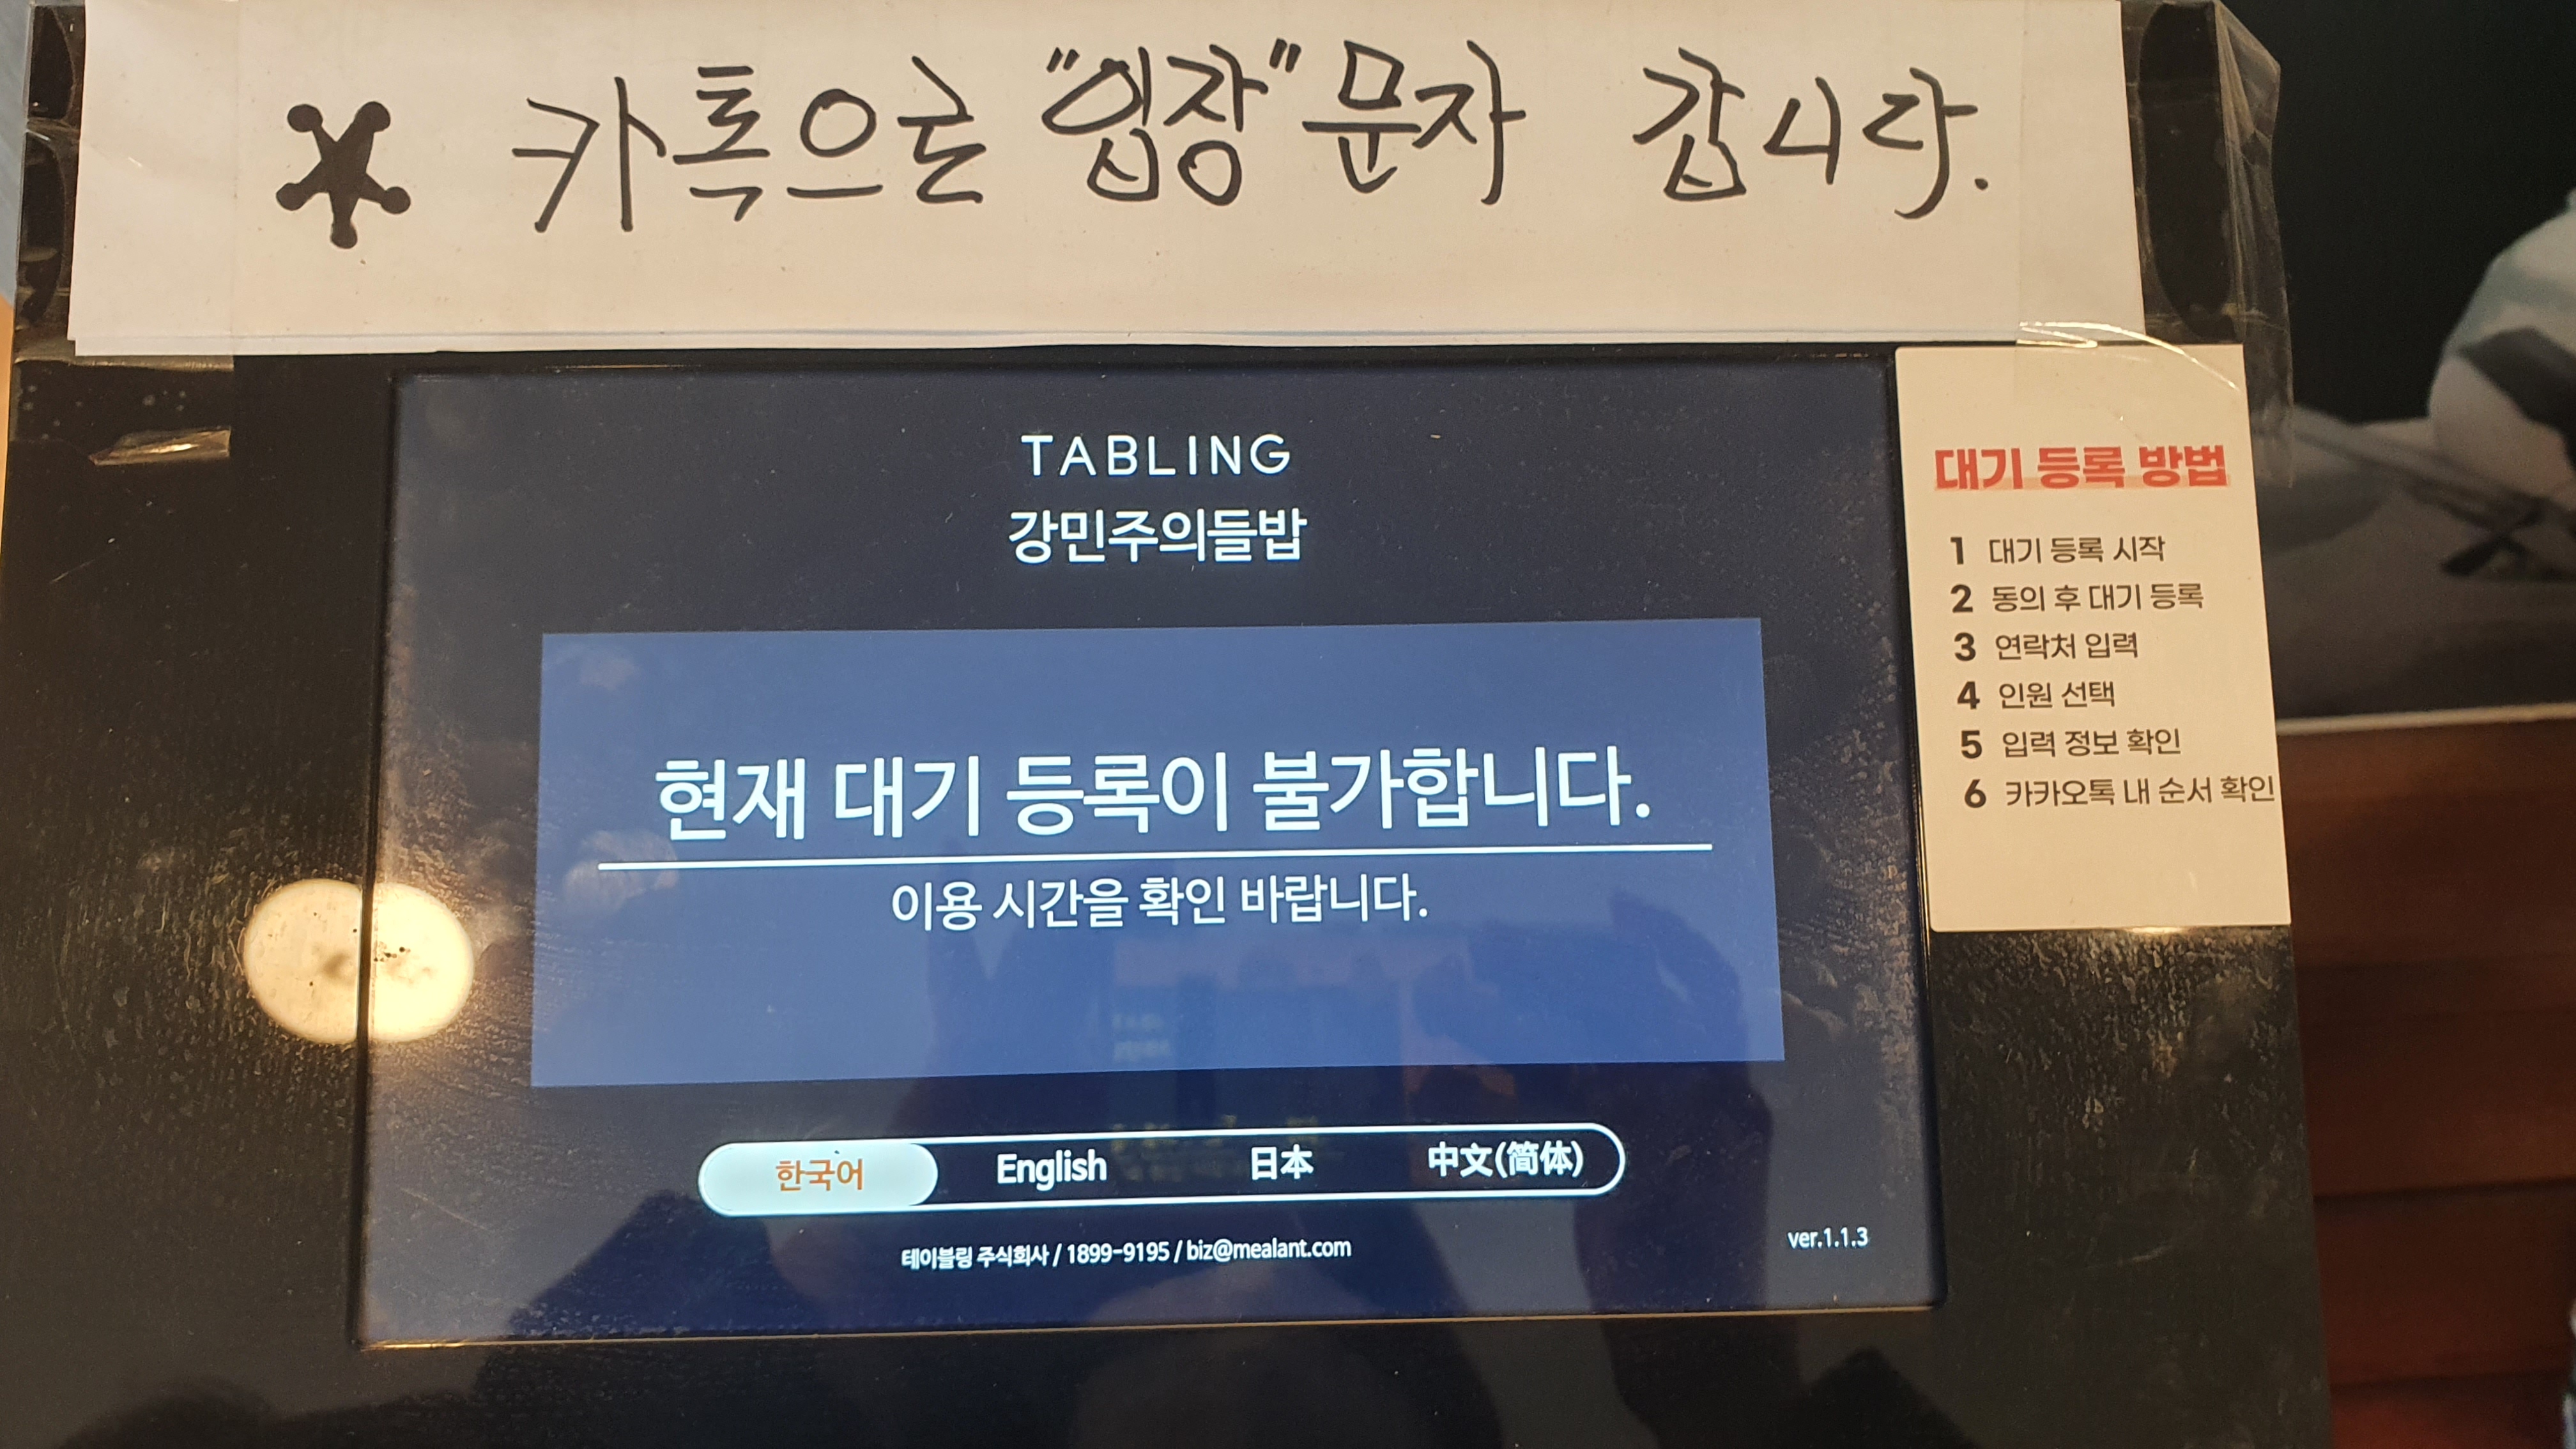 카톡으로 "입장" 문자 갑니다.
TABLING
강민주의들밥
현재 대기 등록이 불가합니다.
이용 시간을 확인 바랍니다.
한국어 English 日本 中文(简体)
테이블링 주식회사 / 1899-9195 / biz@mealant.com
ver.1.1.3
대기 등록 방법
1 대기 등록 시작
2 동의 후 대기 등록
3 연락처 입력
4 인원 선택
5 입력 정보 확인
6 카카오톡 내 순서 확인